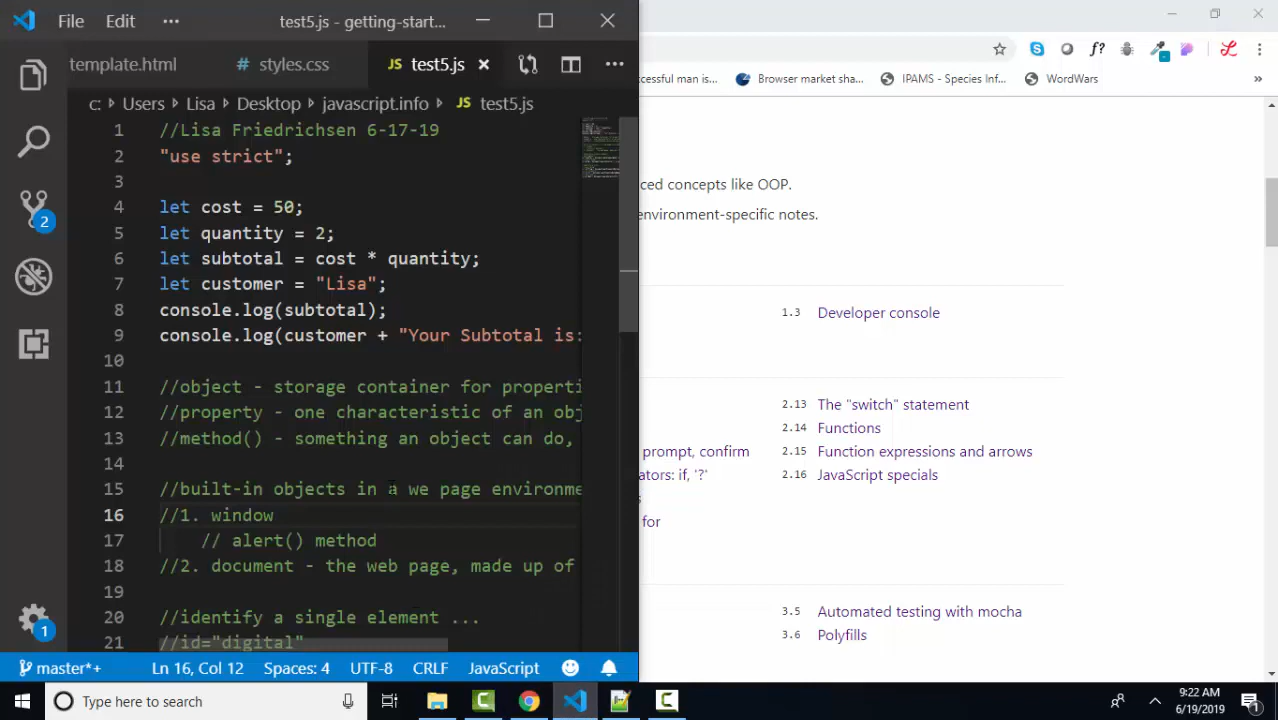 File Edit ··· test5.js - getting-start...
template.html # styles.css JS test5.js × ···
c: > Users > Lisa > Desktop > javascript.info > JS test5.js
1 //Lisa Friedrichsen 6-17-19
2 "use strict";
3
4 let cost = 50;
5 let quantity = 2;
6 let subtotal = cost * quantity;
7 let customer = "Lisa";
8 console.log(subtotal);
9 console.log(customer + "Your Subtotal is:
10
11 //object - storage container for properti
12 //property - one characteristic of an obj
13 //method() - something an object can do,
14
15 //built-in objects in a we page environme
16 //1. window
17 // alert() method
18 //2. document - the web page, made up of
19
20 //identify a single element ...
21 //id="digital"
2
1
master*+ Ln 16, Col 12 Spaces: 4 UTF-8 CRLF JavaScript
f?
cessful man is... Browser market sha... IPAMS - Species Inf... WordWars »
ced concepts like OOP.
environment-specific notes.
1.3 Developer console
2.13 The "switch" statement
2.14 Functions
prompt, confirm 2.15 Function expressions and arrows
ators: if, '?' 2.16 JavaScript specials
s
for
3.5 Automated testing with mocha
3.6 Polyfills
Type here to search
9:22 AM
6/19/2019
1